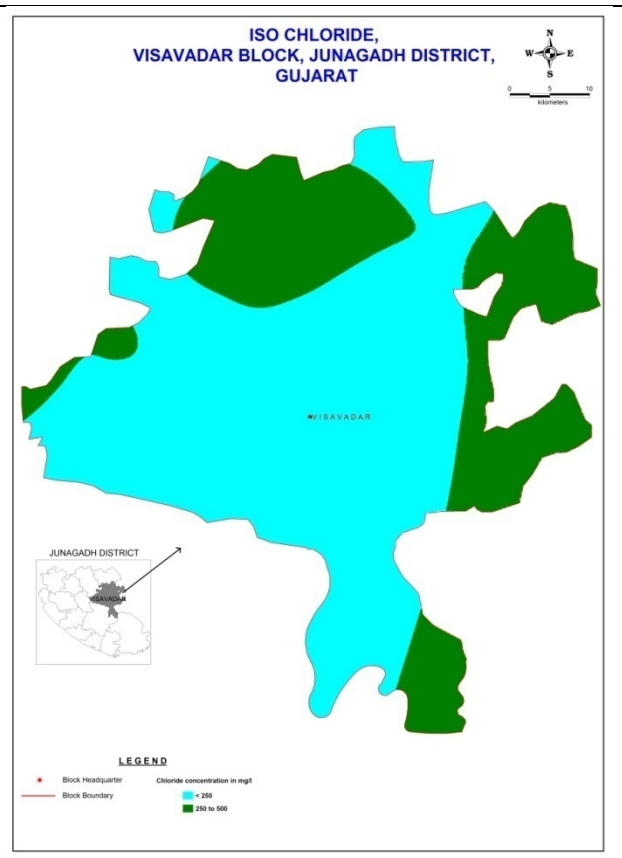 ISO CHLORIDE,
VISAVADAR BLOCK, JUNAGADH DISTRICT,
GUJARAT
N
W E
S
0 5 10
kilometers
VISAVADAR
JUNAGADH DISTRICT
VISAVADAR
LEGEND
Block Headquarter
Block Boundary
Chloride concentration in mg/l
< 250
250 to 500